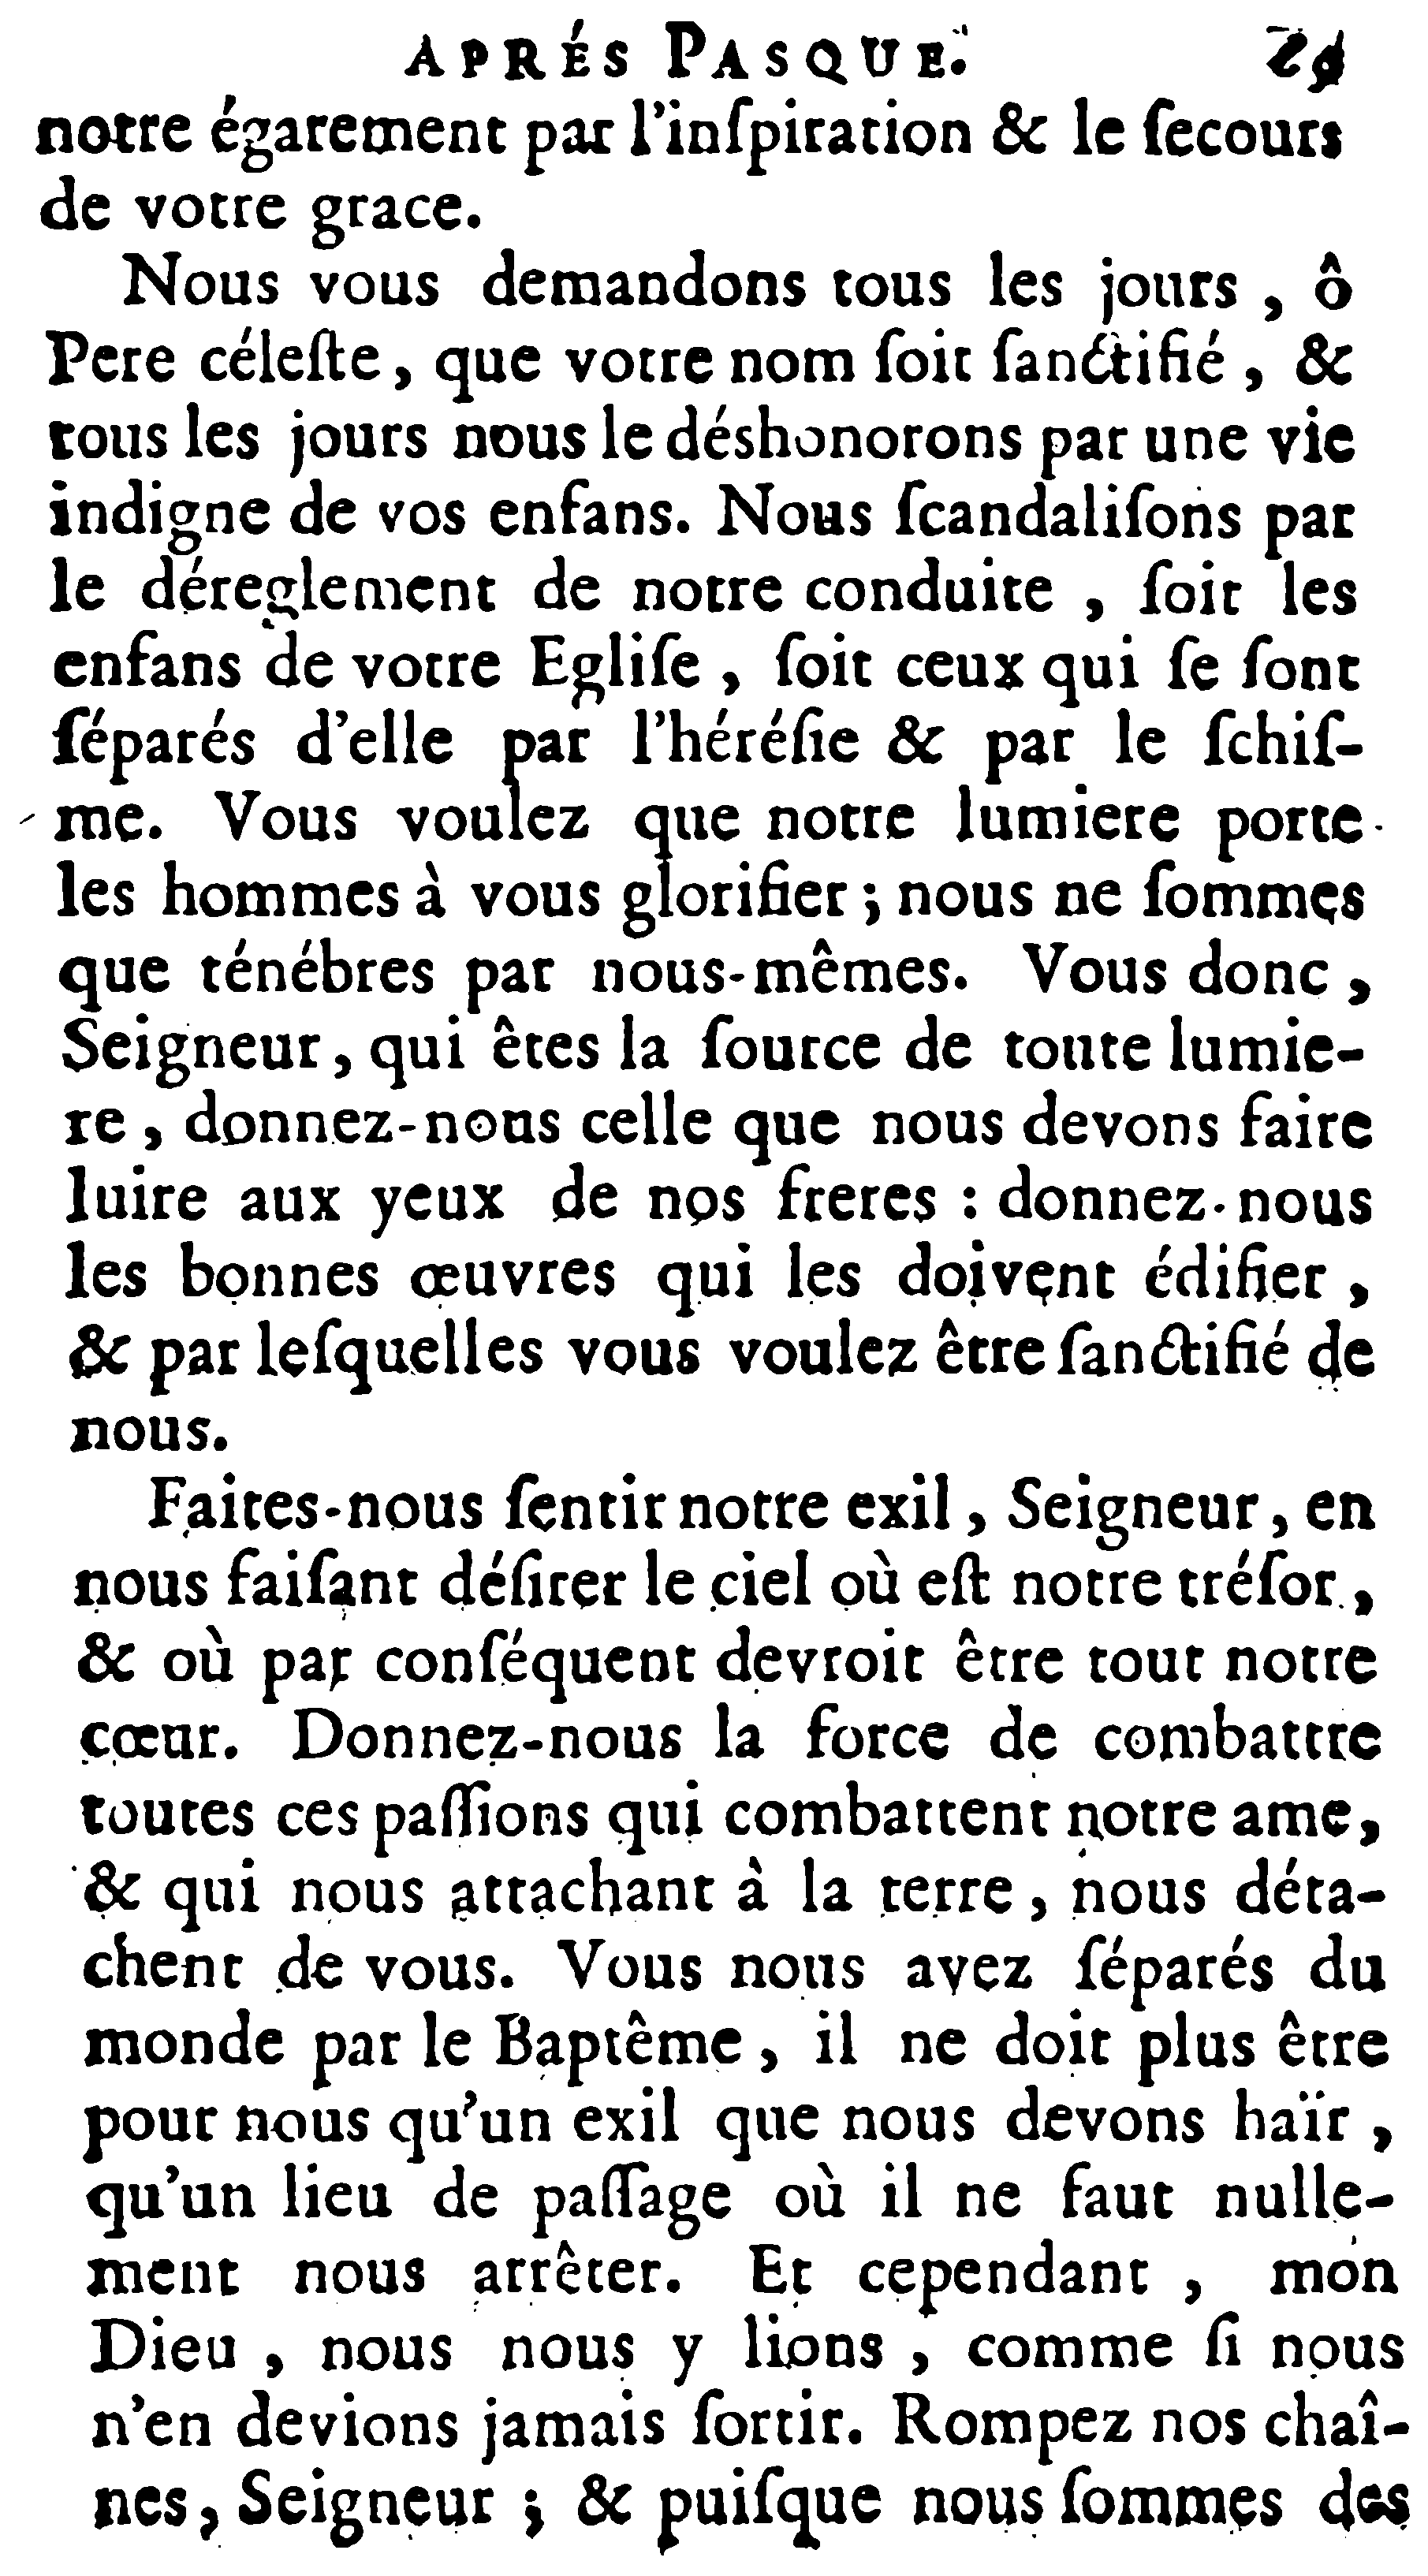 APRÉS PASQUE.
notre égarement par l'inſpiration & le ſecours
de votre grace.
Nous vous demandons tous les jours , ô
Pere céleſte, que votre nom ſoit ſanctifié , &
tous les jours nous le déshonorons par une vie
indigne de vos enfans. Nous ſcandaliſons par
le déreglement de notre conduite , ſoit les
enfans de votre Egliſe , ſoit ceux qui ſe ſont
ſéparés d'elle par l'héréſie & par le ſchiſ-
me. Vous voulez que notre lumiere porte
les hommes à vous glorifier ; nous ne ſommes
que ténébres par nous-mêmes. Vous donc ,
Seigneur, qui êtes la ſource de toute lumie-
re , donnez-nous celle que nous devons faire
luire aux yeux de nos freres : donnez-nous
les bonnes œuvres qui les doivent édifier ,
& par leſquelles vous voulez être ſanctifié de
nous.
Faites-nous ſentir notre exil , Seigneur , en
nous faiſant déſirer le ciel où eſt notre tréſor ,
& où par conſéquent devroit être tout notre
cœur. Donnez-nous la force de combattre
toutes ces paſſions qui combattent notre ame,
& qui nous attachant à la terre , nous déta-
chent de vous. Vous nous avez ſéparés du
monde par le Baptême , il ne doit plus être
pour nous qu'un exil que nous devons haïr ,
qu'un lieu de paſſage où il ne faut nulle-
ment nous arrêter. Et cependant , mon
Dieu , nous nous y lions , comme ſi nous
n'en devions jamais ſortir. Rompez nos chaî-
nes, Seigneur ; & puiſque nous ſommes des